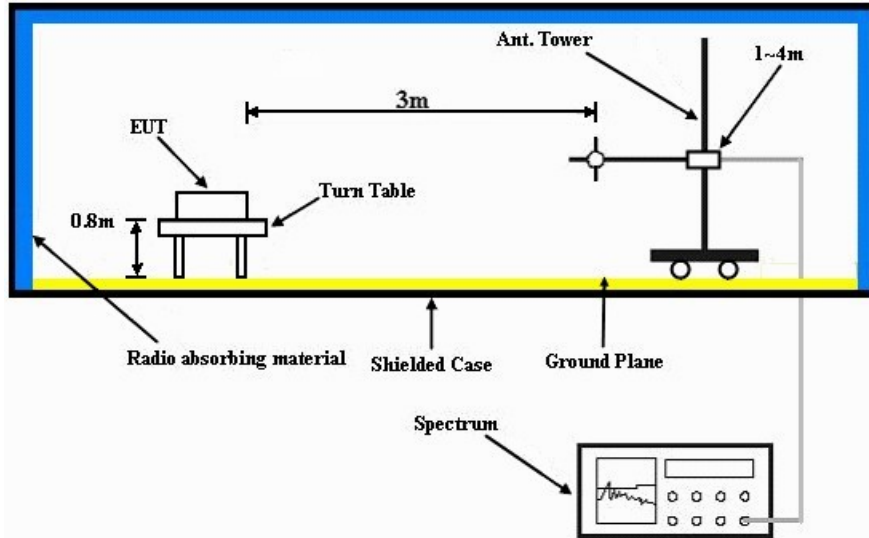 Ant. Tower
1~4m
3m
EUT
Turn Table
0.8m
Radio absorbing material
Shielded Case
Ground Plane
Spectrum